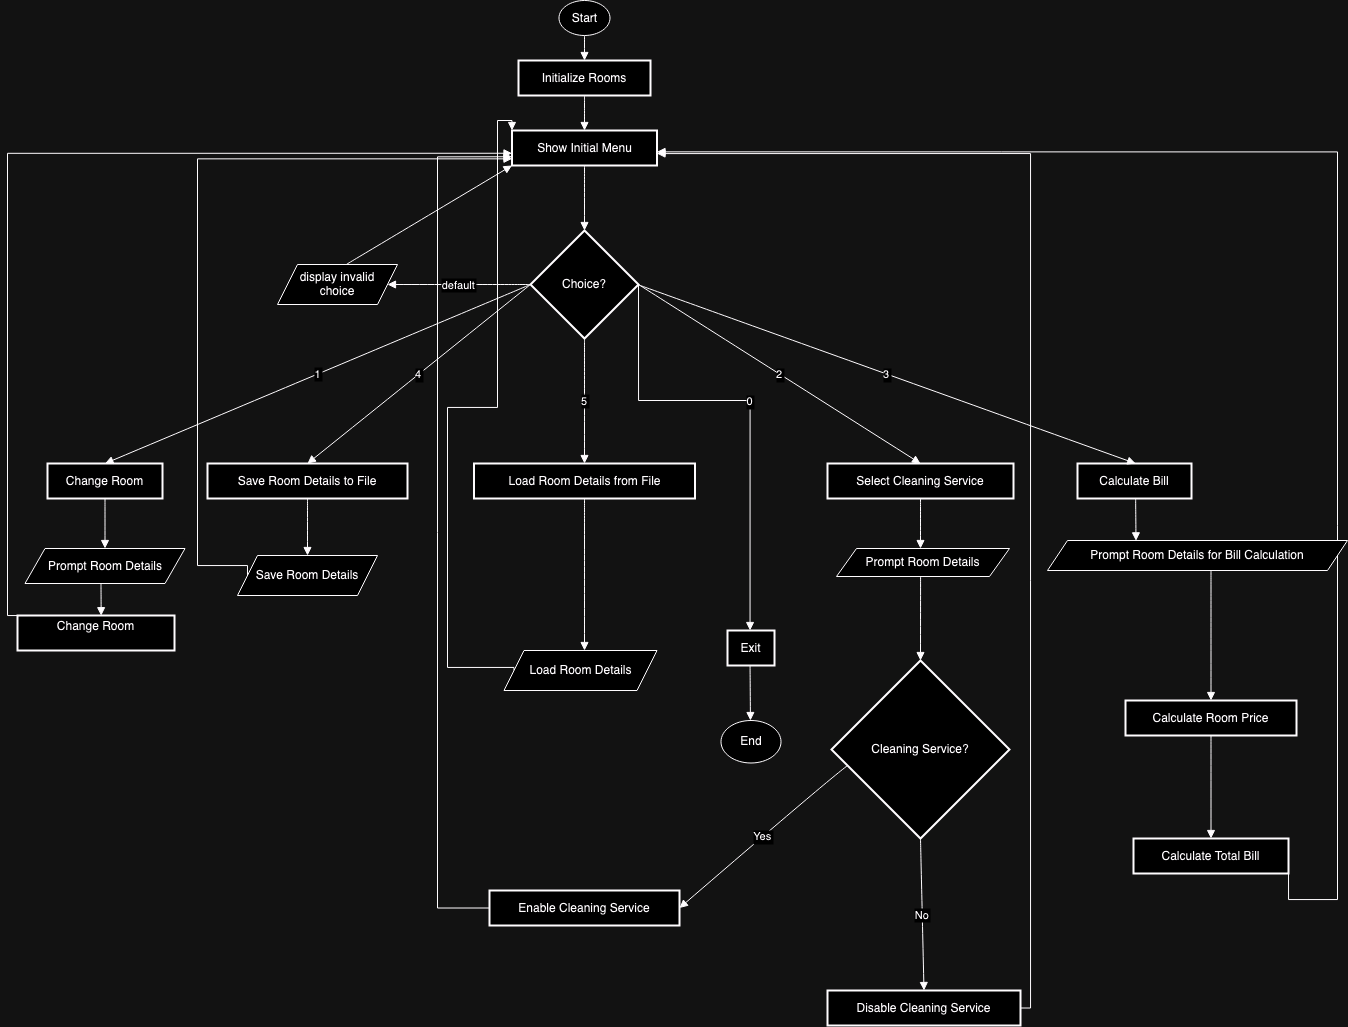 Start
Initialize Rooms
Show Initial Menu
display invalid
choice
default
Choice?
1
4
5
0
2
3
Change Room
Save Room Details to File
Load Room Details from File
Select Cleaning Service
Calculate Bill
Prompt Room Details
Save Room Details
Prompt Room Details
Prompt Room Details for Bill Calculation
Change Room
Load Room Details
Exit
End
Calculate Room Price
Cleaning Service?
Yes
No
Calculate Total Bill
Enable Cleaning Service
Disable Cleaning Service